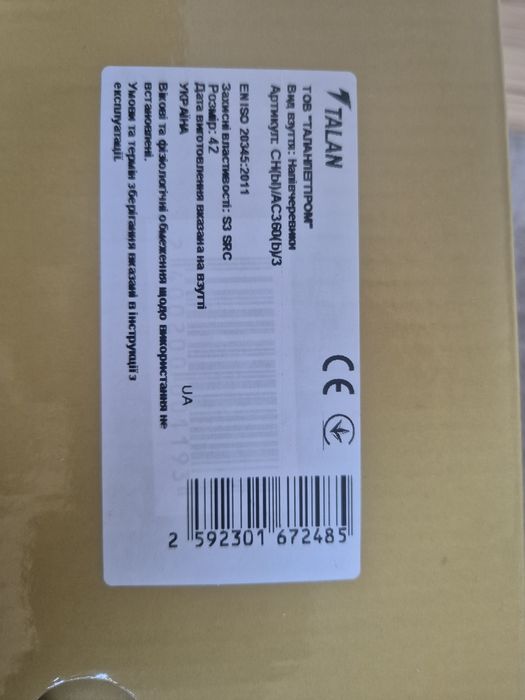 TALAN
ТОВ "ТАЛАНЛЕГПРОМ"
Вид взуття: Напівчеревики
Артикул: CH(bl)/AC360(b)/3
EN ISO 20345:2011
Захисні властивості: S3 SRC
Розмір: 42
Дата виготовлення вказана на взутті
УКРАЇНА
Вікові та фізіологічні обмеження щодо використання не
встановлені.
Умови та термін зберігання вказані в інструкції з
експлуатації.
CE
UA
2 592301 672485